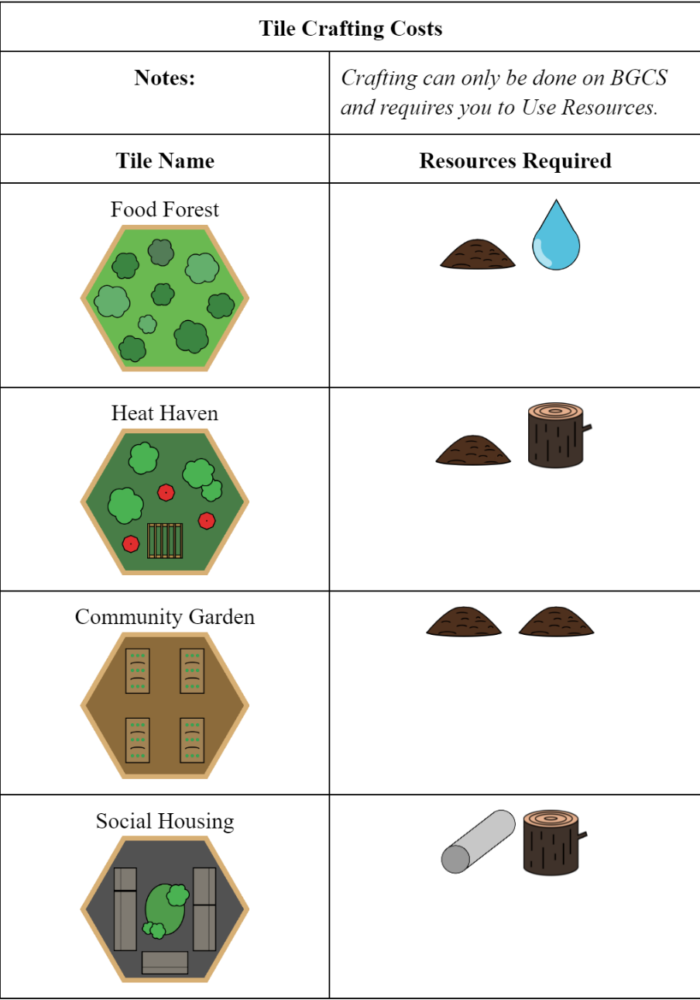 Tile Crafting Costs
Notes:
Crafting can only be done on BGCS
and requires you to Use Resources.
Tile Name
Resources Required
Food Forest
Heat Haven
Community Garden
Social Housing